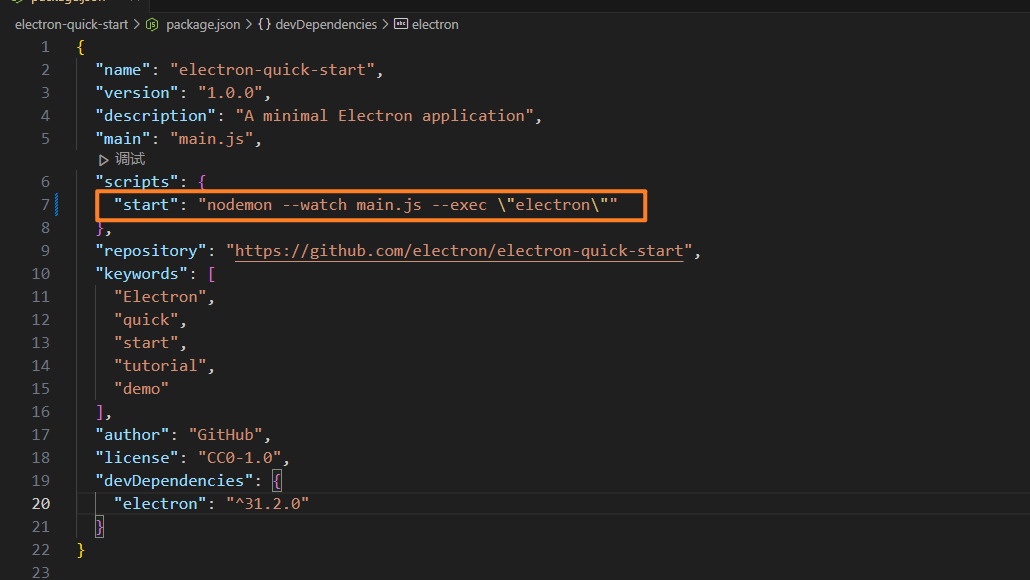 electron-quick-start > package.json > {} devDependencies > electron
1 {
2 "name": "electron-quick-start",
3 "version": "1.0.0",
4 "description": "A minimal Electron application",
5 "main": "main.js",
调试
6 "scripts": {
7 "start": "nodemon --watch main.js --exec \"electron\""
8 },
9 "repository": "https://github.com/electron/electron-quick-start",
10 "keywords": [
11 "Electron",
12 "quick",
13 "start",
14 "tutorial",
15 "demo"
16 ],
17 "author": "GitHub",
18 "license": "CC0-1.0",
19 "devDependencies": {
20 "electron": "^31.2.0"
21 }
22 }
23